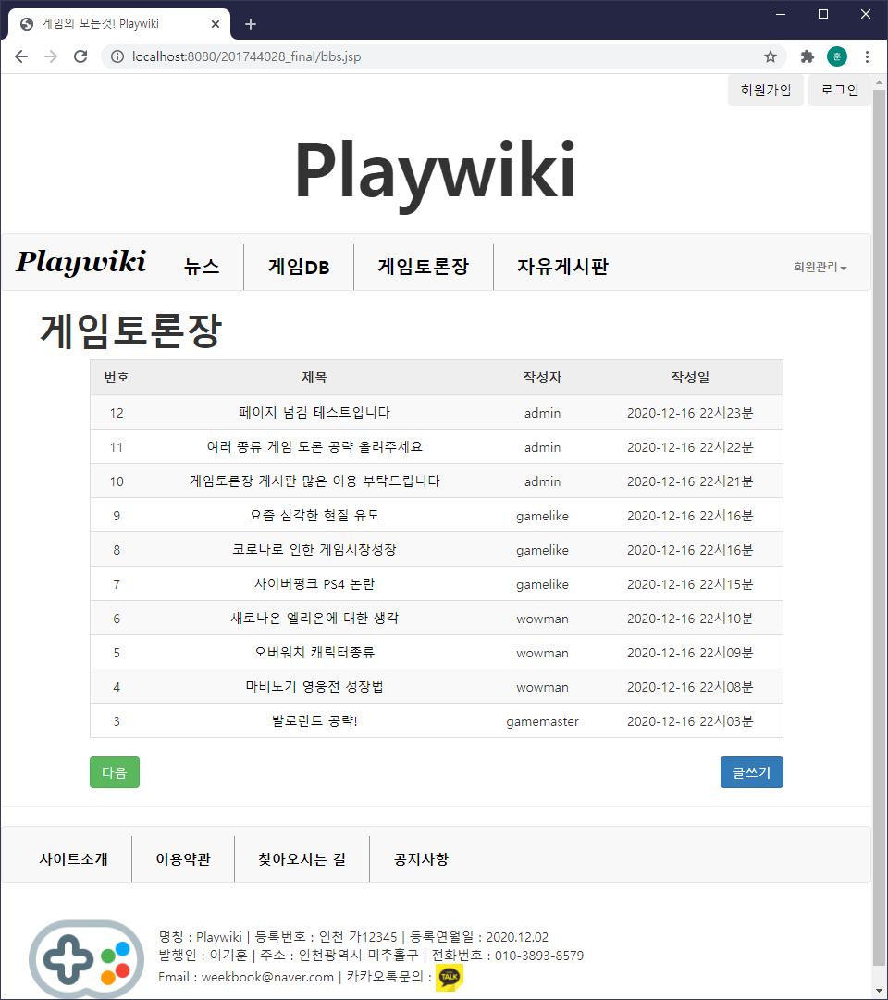 게임의 모든것! Playwiki
localhost:8080/201744028_final/bbs.jsp
훈
회원가입 로그인
Playwiki
Playwiki 뉴스 게임DB 게임토론장 자유게시판 회원관리
게임토론장
번호 제목 작성자 작성일
12 페이지 넘김 테스트입니다 admin 2020-12-16 22시23분
11 여러 종류 게임 토론 공략 올려주세요 admin 2020-12-16 22시22분
10 게임토론장 게시판 많은 이용 부탁드립니다 admin 2020-12-16 22시21분
9 요즘 심각한 현질 유도 gamelike 2020-12-16 22시16분
8 코로나로 인한 게임시장성장 gamelike 2020-12-16 22시16분
7 사이버펑크 PS4 논란 gamelike 2020-12-16 22시15분
6 새로나온 엘리온에 대한 생각 wowman 2020-12-16 22시10분
5 오버워치 캐릭터종류 wowman 2020-12-16 22시09분
4 마비노기 영웅전 성장법 wowman 2020-12-16 22시08분
3 발로란트 공략! gamemaster 2020-12-16 22시03분
다음 글쓰기
사이트소개 이용약관 찾아오시는 길 공지사항
명칭 : Playwiki | 등록번호 : 인천 가12345 | 등록연월일 : 2020.12.02
발행인 : 이기훈 | 주소 : 인천광역시 미추홀구 | 전화번호 : 010-3893-8579
Email : weekbook@naver.com | 카카오톡문의 : TALK